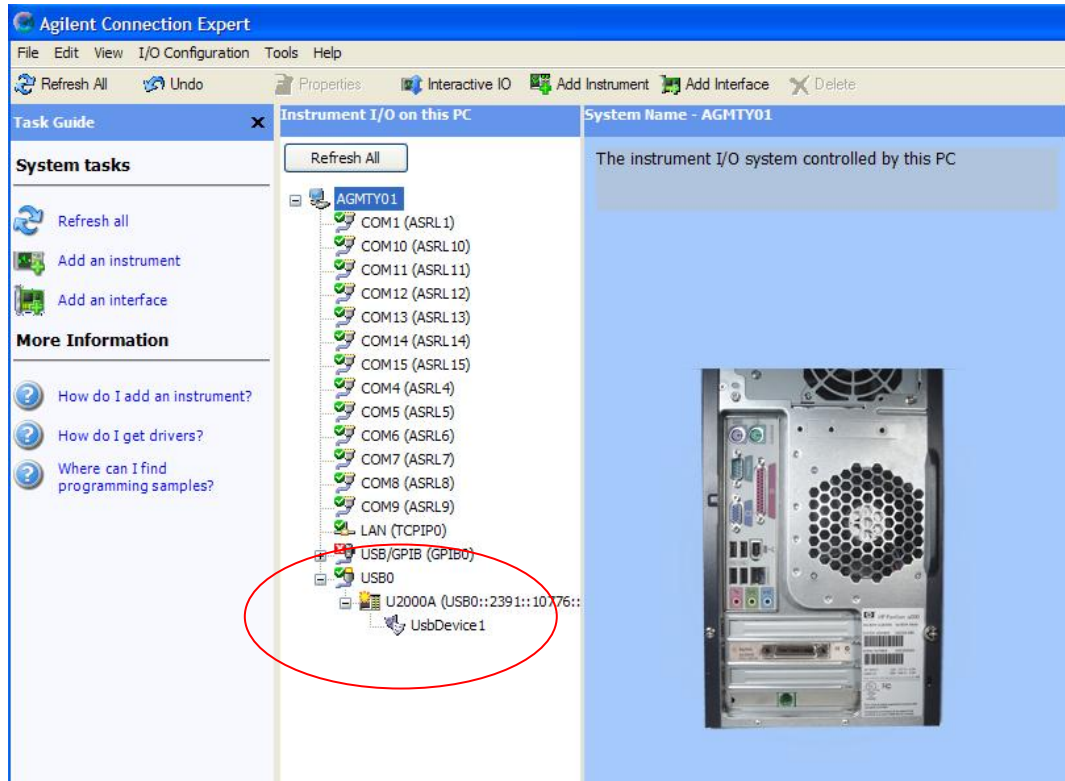 Agilent Connection Expert
File Edit View I/O Configuration Tools Help
Refresh All Undo Properties Interactive IO Add Instrument Add Interface Delete
Task Guide
System tasks
Refresh all
Add an instrument
Add an interface
More Information
How do I add an instrument?
How do I get drivers?
Where can I find
programming samples?
Instrument I/O on this PC
Refresh All
AGMTY01
COM1 (ASRL1)
COM10 (ASRL10)
COM11 (ASRL11)
COM12 (ASRL12)
COM13 (ASRL13)
COM14 (ASRL14)
COM15 (ASRL15)
COM4 (ASRL4)
COM5 (ASRL5)
COM6 (ASRL6)
COM7 (ASRL7)
COM8 (ASRL8)
COM9 (ASRL9)
LAN (TCPIP0)
USB/GPIB (GPIB0)
USB0
U2000A (USB0::2391::10776::
UsbDevice1
System Name - AGMTY01
The instrument I/O system controlled by this PC